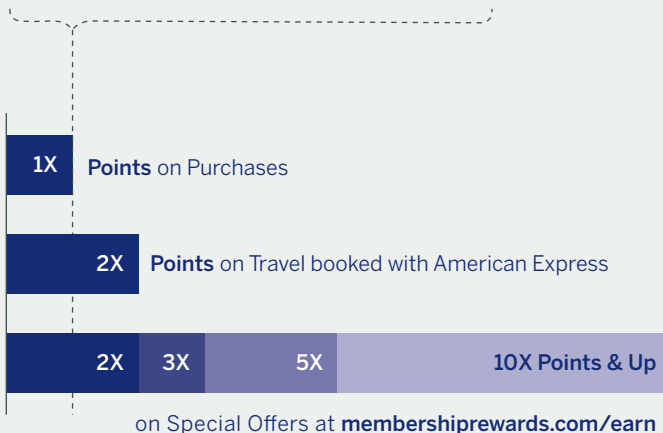 1X Points on Purchases
2X Points on Travel booked with American Express
2X 3X 5X 10X Points & Up
on Special Offers at membershiprewards.com/earn